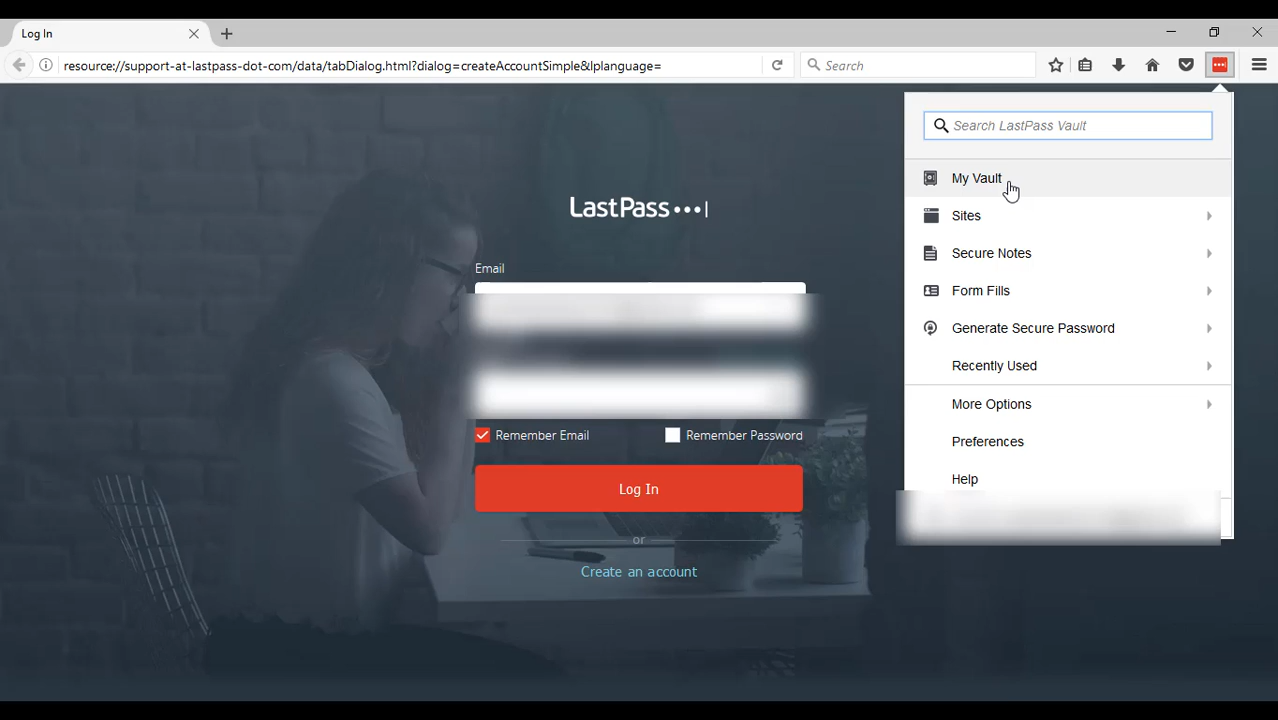 Log In
resource://support-at-lastpass-dot-com/data/tabDialog.html?dialog=createAccountSimple&lplanguage=
Search
LastPass •••|
Email
Remember Email
Remember Password
Log In
or
Create an account
Search LastPass Vault
My Vault
Sites
Secure Notes
Form Fills
Generate Secure Password
Recently Used
More Options
Preferences
Help